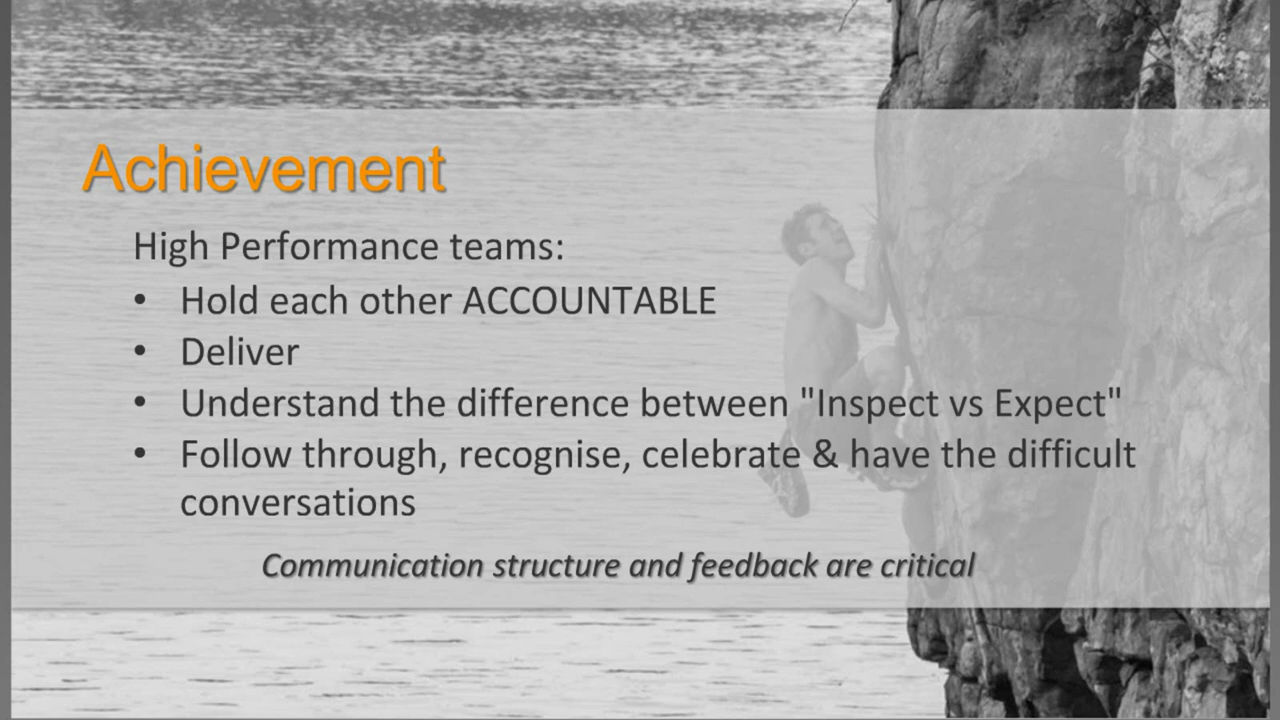 Achievement
High Performance teams:
• Hold each other ACCOUNTABLE
• Deliver
• Understand the difference between "Inspect vs Expect"
• Follow through, recognise, celebrate & have the difficult
conversations
Communication structure and feedback are critical